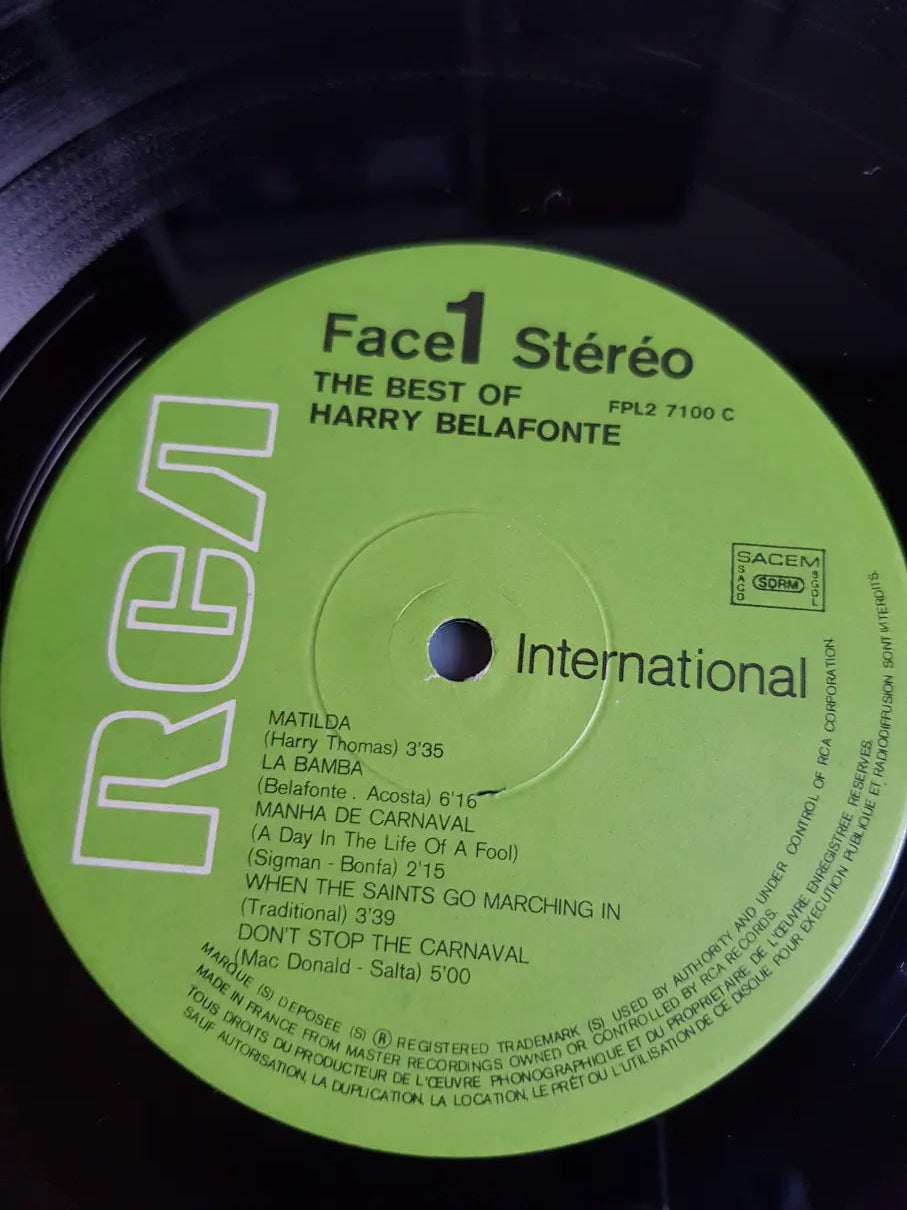 Face 1 Stéréo
THE BEST OF
HARRY BELAFONTE
FPL2 7100 C
RCA
SACEM
SACD SDRM SGDL
International
MATILDA
(Harry Thomas) 3'35
LA BAMBA
(Belafonte . Acosta) 6'16
MANHA DE CARNAVAL
(A Day In The Life Of A Fool)
(Sigman - Bonfa) 2'15
WHEN THE SAINTS GO MARCHING IN
(Traditional) 3'39
DON'T STOP THE CARNAVAL
(Mac Donald - Salta) 5'00
MARQUE (S) DEPOSEE (S) ® REGISTERED TRADEMARK (S) USED BY AUTHORITY AND UNDER CONTROL OF RCA CORPORATION.
MADE IN FRANCE FROM MASTER RECORDINGS OWNED OR CONTROLLED BY RCA RECORDS.
TOUS DROITS DU PRODUCTEUR DE L'ŒUVRE PHONOGRAPHIQUE ET DU PROPRIETAIRE DE L'ŒUVRE ENREGISTREE RESERVES.
SAUF AUTORISATION, LA DUPLICATION, LA LOCATION, LE PRÊT OU L'UTILISATION DE CE DISQUE POUR EXECUTION PUBLIQUE ET RADIODIFFUSION SONT INTERDITS.